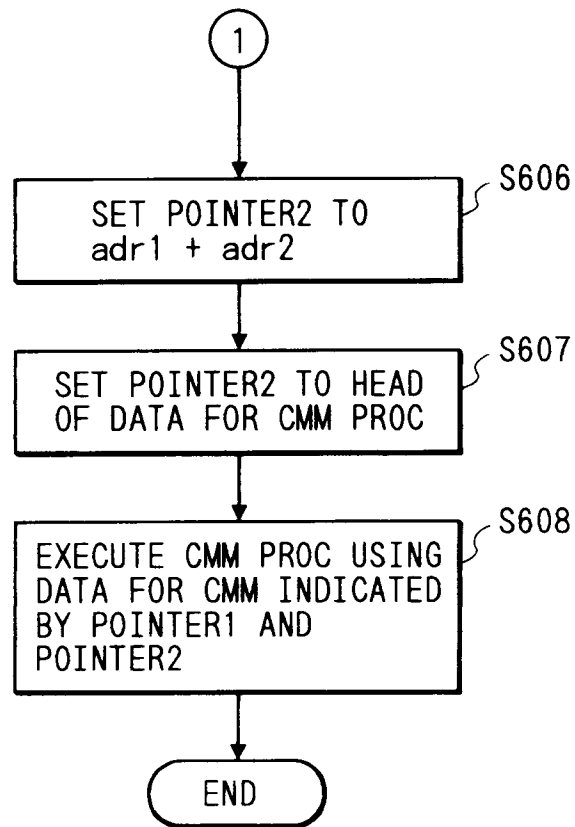 1
S606
SET POINTER2 TO
adr1 + adr2
S607
SET POINTER2 TO HEAD
OF DATA FOR CMM PROC
S608
EXECUTE CMM PROC USING
DATA FOR CMM INDICATED
BY POINTER1 AND
POINTER2
END